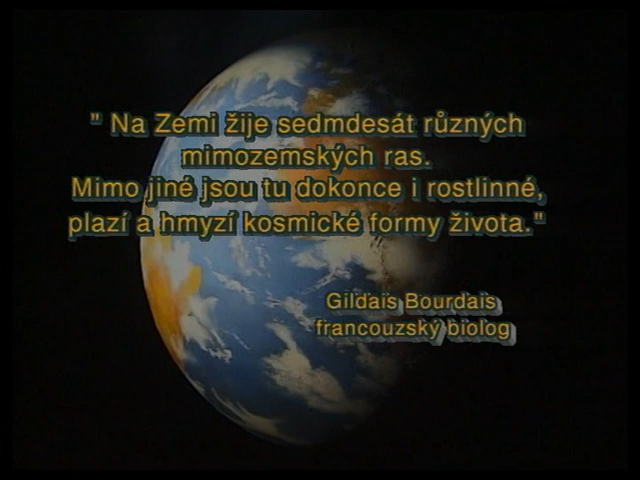 " Na Zemi žije sedmdesát různých
mimozemských ras.
Mimo jiné jsou tu dokonce i rostlinné,
plazí a hmyzí kosmické formy života."
Gildais Bourdais
francouzský biolog